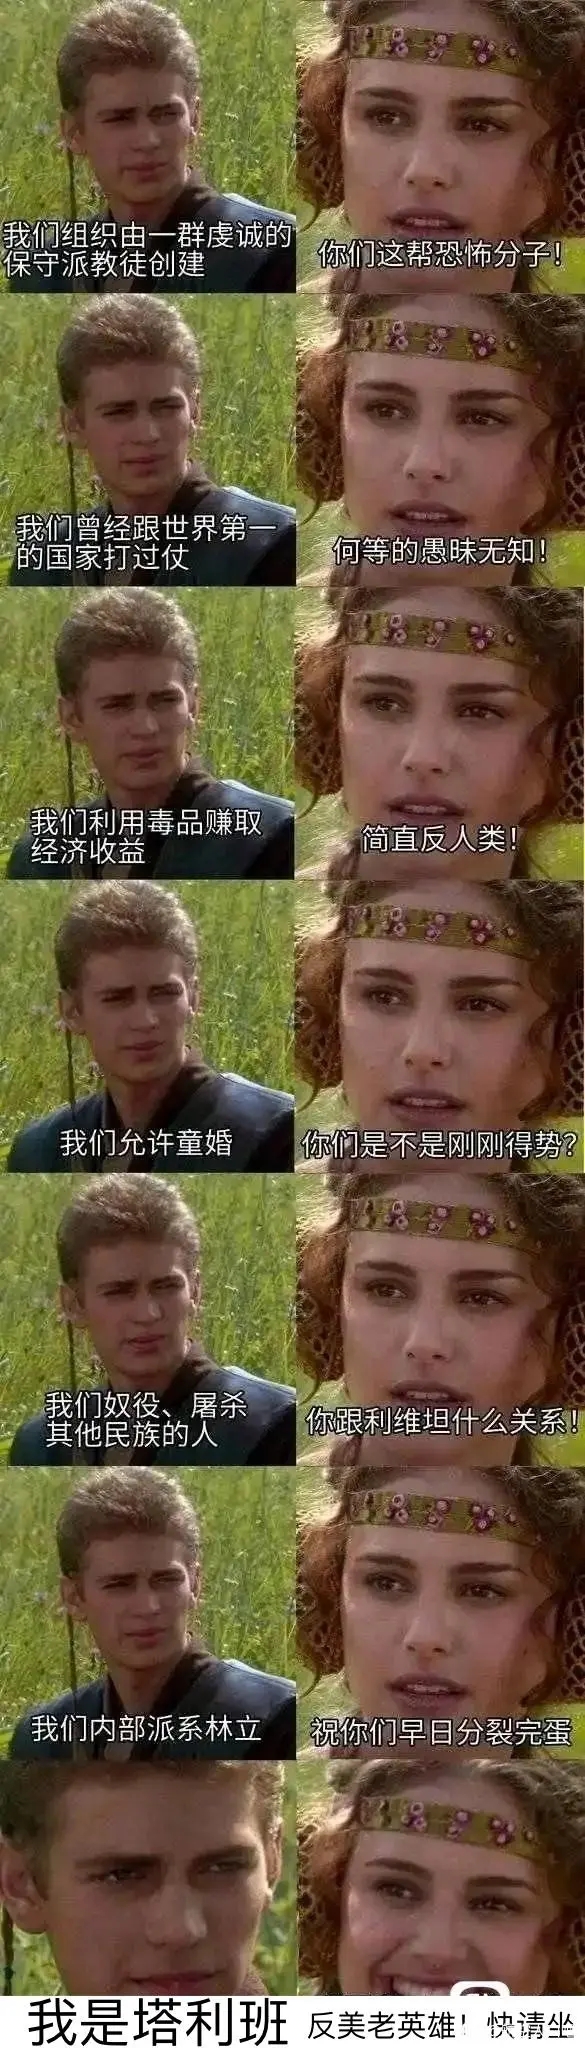 我们组织由一群虔诚的
保守派教徒创建
你们这帮恐怖分子！
我们曾经跟世界第一
的国家打过仗
何等的愚昧无知！
我们利用毒品赚取
经济收益
简直反人类！
我们允许童婚
你们是不是刚刚得势？
我们奴役、屠杀
其他民族的人
你跟利维坦什么关系！
我们内部派系林立
祝你们早日分裂完蛋
我是塔利班
反美老英雄！快请坐